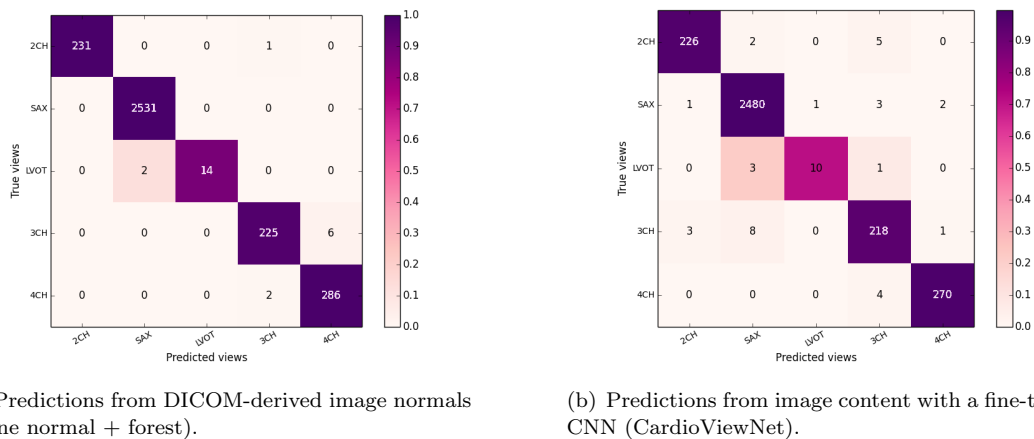 2CH 231 0 0 1 0
SAX 0 2531 0 0 0
LVOT 0 2 14 0 0
3CH 0 0 0 225 6
4CH 0 0 0 2 286
True views
2CH SAX LVOT 3CH 4CH
Predicted views
1.0
0.9
0.8
0.7
0.6
0.5
0.4
0.3
0.2
0.1
0.0
Predictions from DICOM-derived image normals
ne normal + forest).
2CH 226 2 0 5 0
SAX 1 2480 1 3 2
LVOT 0 3 10 1 0
3CH 3 8 0 218 1
4CH 0 0 0 4 270
True views
2CH SAX LVOT 3CH 4CH
Predicted views
0.9
0.8
0.7
0.6
0.5
0.4
0.3
0.2
0.1
0.0
(b) Predictions from image content with a fine-t
CNN (CardioViewNet).